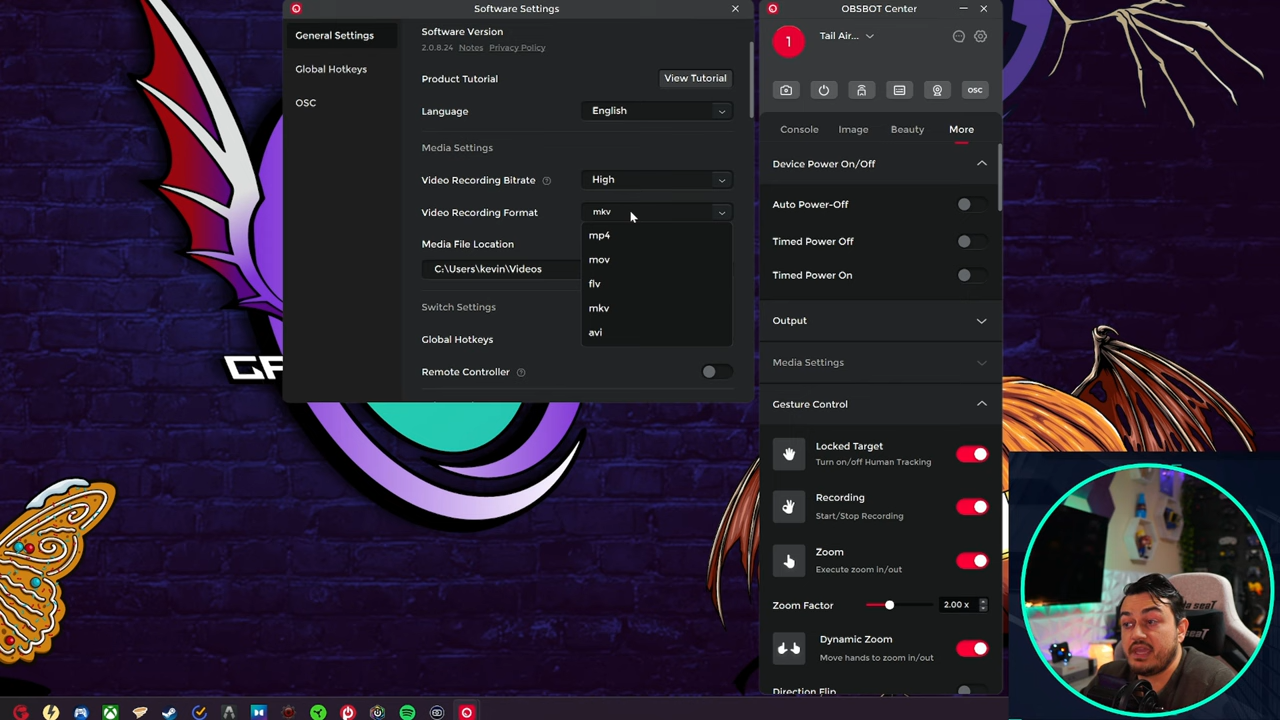 Software Settings
General Settings
Global Hotkeys
OSC
Software Version
2.0.8.24 Notes Privacy Policy
Product Tutorial
View Tutorial
Language
English
Media Settings
Video Recording Bitrate
High
Video Recording Format
mkv
mp4
mov
flv
mkv
avi
Media File Location
C:\Users\kevin\Videos
Switch Settings
Global Hotkeys
Remote Controller
OBSBOT Center
1
Tail Air...
OSC
Console
Image
Beauty
More
Device Power On/Off
Auto Power-Off
Timed Power Off
Timed Power On
Output
Media Settings
Gesture Control
Locked Target
Turn on/off Human Tracking
Recording
Start/Stop Recording
Zoom
Execute zoom in/out
Zoom Factor
2.00 x
Dynamic Zoom
Move hands to zoom in/out
Direction Flip